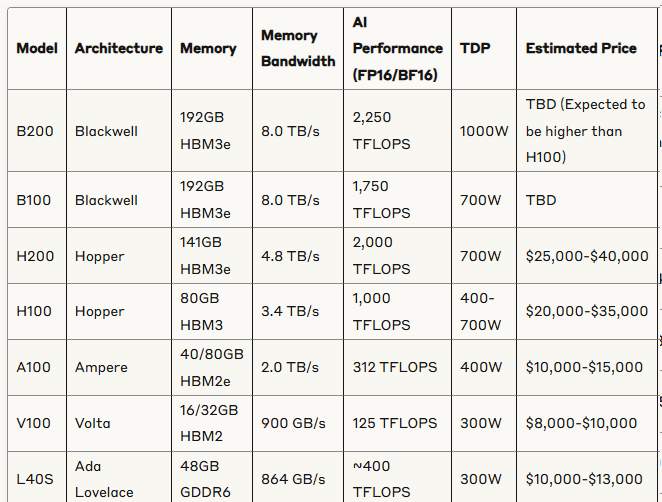 Model Architecture Memory Memory Bandwidth AI Performance (FP16/BF16) TDP Estimated Price
B200 Blackwell 192GB HBM3e 8.0 TB/s 2,250 TFLOPS 1000W TBD (Expected to be higher than H100)
B100 Blackwell 192GB HBM3e 8.0 TB/s 1,750 TFLOPS 700W TBD
H200 Hopper 141GB HBM3e 4.8 TB/s 2,000 TFLOPS 700W $25,000-$40,000
H100 Hopper 80GB HBM3 3.4 TB/s 1,000 TFLOPS 400-700W $20,000-$35,000
A100 Ampere 40/80GB HBM2e 2.0 TB/s 312 TFLOPS 400W $10,000-$15,000
V100 Volta 16/32GB HBM2 900 GB/s 125 TFLOPS 300W $8,000-$10,000
L40S Ada Lovelace 48GB GDDR6 864 GB/s ~400 TFLOPS 300W $10,000-$13,000